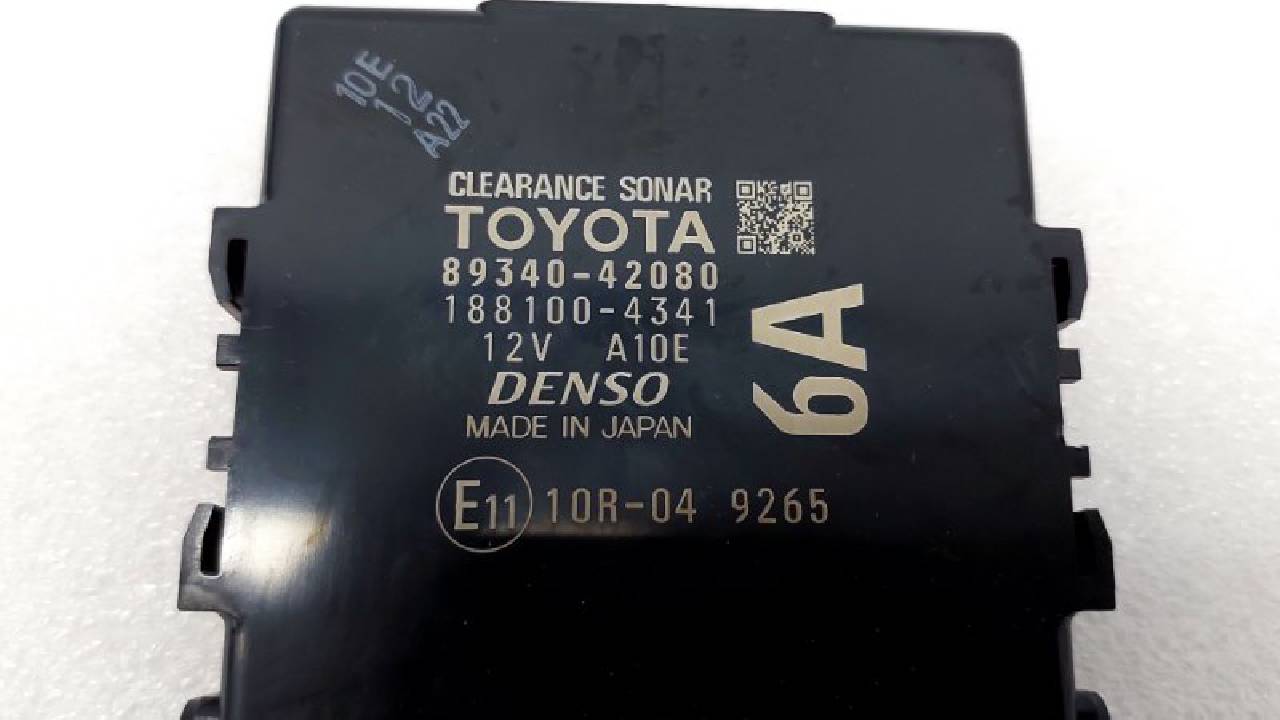 10E
12
A22
CLEARANCE SONAR
TOYOTA
89340-42080
188100-4341
12V A10E
DENSO
MADE IN JAPAN
6A
E11 10R-04 9265